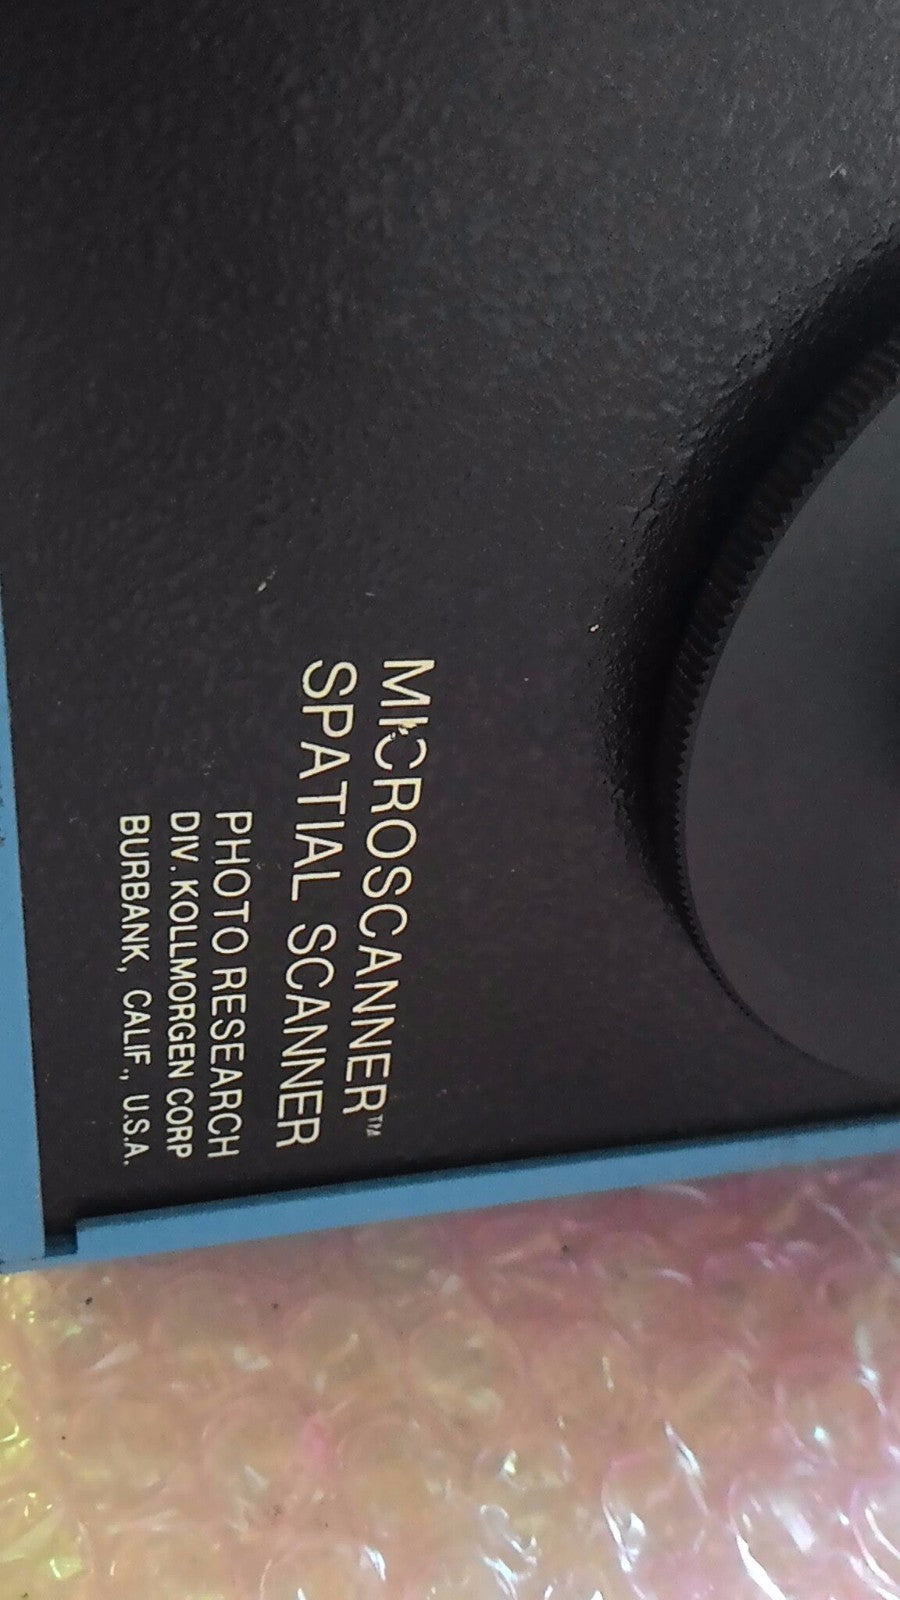 MICROSCANNER™
SPATIAL SCANNER
PHOTO RESEARCH
DIV. KOLLMORGEN CORP
BURBANK, CALIF., U.S.A.